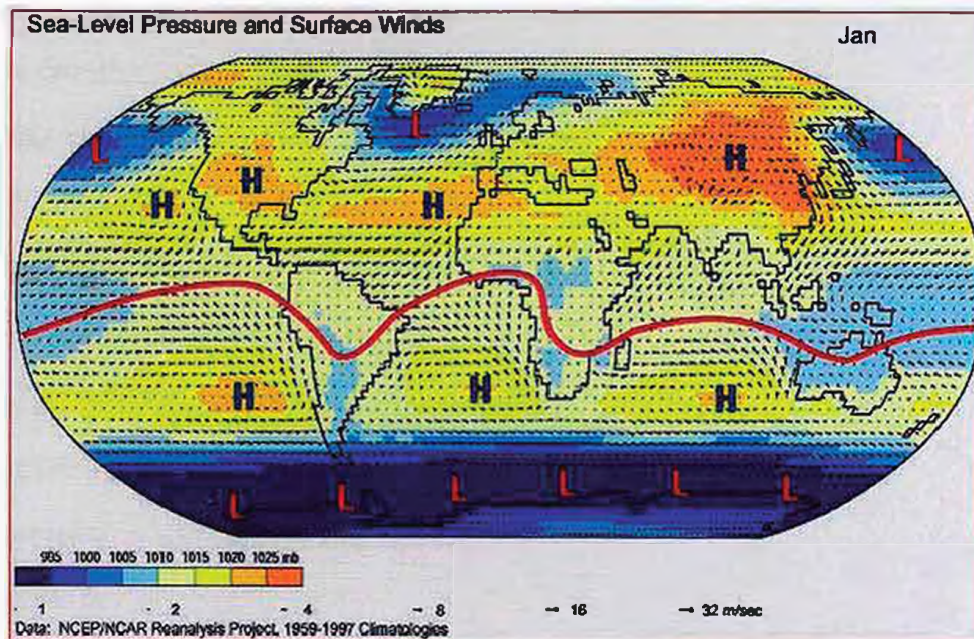 Sea-Level Pressure and Surface Winds
Jan
L
L
L
H
H
H
H
H
H
H
L
L
L
L
L
L
995 1000 1005 1010 1015 1020 1025 mb
1 2 4 8 16 32 m/sec
Data: NCEP/NCAR Reanalysis Project, 1959-1997 Climatologies